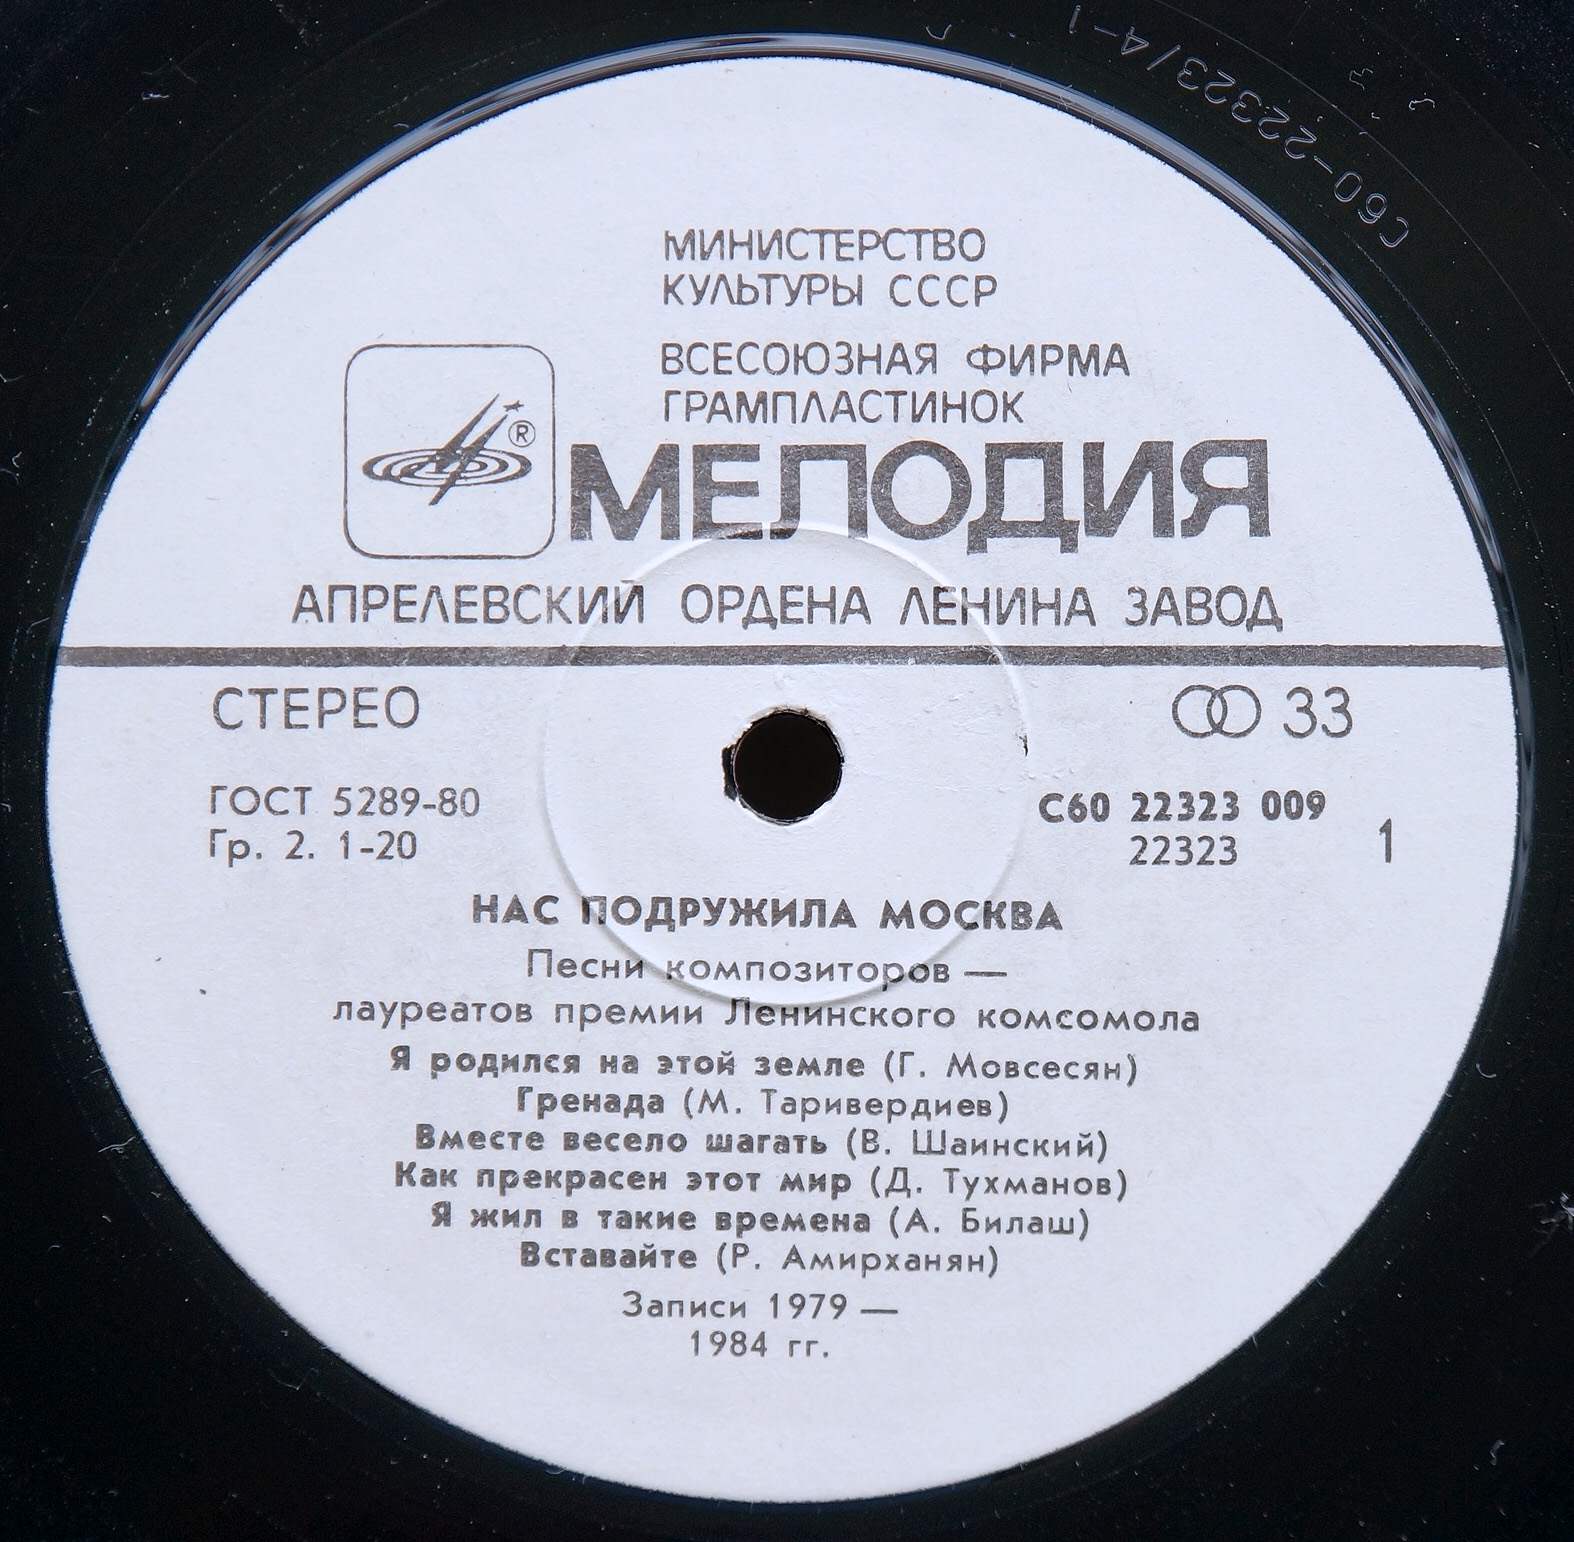 С60-22323/4-1
МИНИСТЕРСТВО
КУЛЬТУРЫ СССР
ВСЕСОЮЗНАЯ ФИРМА
ГРАМПЛАСТИНОК
®
МЕЛОДИЯ
АПРЕЛЕВСКИЙ ОРДЕНА ЛЕНИНА ЗАВОД
СТЕРЕО 33
ГОСТ 5289-80 С60 22323 009
Гр. 2. 1-20 22323 1
НАС ПОДРУЖИЛА МОСКВА
Песни композиторов —
лауреатов премии Ленинского комсомола
Я родился на этой земле (Г. Мовсесян)
Гренада (М. Таривердиев)
Вместе весело шагать (В. Шаинский)
Как прекрасен этот мир (Д. Тухманов)
Я жил в такие времена (А. Билаш)
Вставайте (Р. Амирханян)
Записи 1979 —
1984 гг.